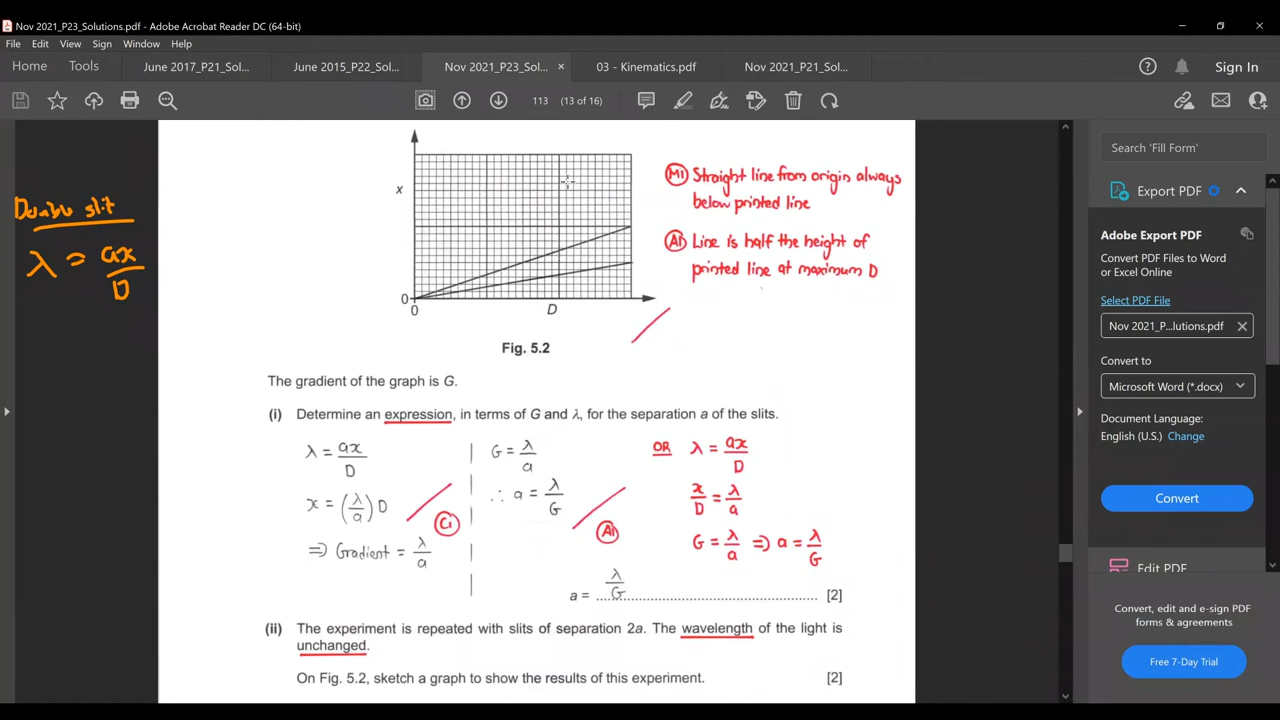 Nov 2021_P23_Solutions.pdf - Adobe Acrobat Reader DC (64-bit)
File Edit View Sign Window Help
Home Tools June 2017_P21_Sol... June 2015_P22_Sol... Nov 2021_P23_Sol... × 03 - Kinematics.pdf Nov 2021_P21_Sol... Sign In
113 (13 of 16)
Double slit
λ = ax/D
x
0
0
D
M1 Straight line from origin always
below printed line
A1 Line is half the height of
printed line at maximum D
Fig. 5.2
The gradient of the graph is G.
(i) Determine an expression, in terms of G and λ, for the separation a of the slits.
λ = ax/D
x = (λ/a) D
⇒ Gradient = λ/a
C1
G = λ/a
∴ a = λ/G
A1
OR λ = ax/D
x/D = λ/a
G = λ/a ⇒ a = λ/G
a = λ/G [2]
(ii) The experiment is repeated with slits of separation 2a. The wavelength of the light is
unchanged.
On Fig. 5.2, sketch a graph to show the results of this experiment. [2]
Search 'Fill Form'
Export PDF
Adobe Export PDF
Convert PDF Files to Word
or Excel Online
Select PDF File
Nov 2021_P...lutions.pdf ×
Convert to
Microsoft Word (*.docx)
Document Language:
English (U.S.) Change
Convert
Edit PDF
Convert, edit and e-sign PDF
forms & agreements
Free 7-Day Trial